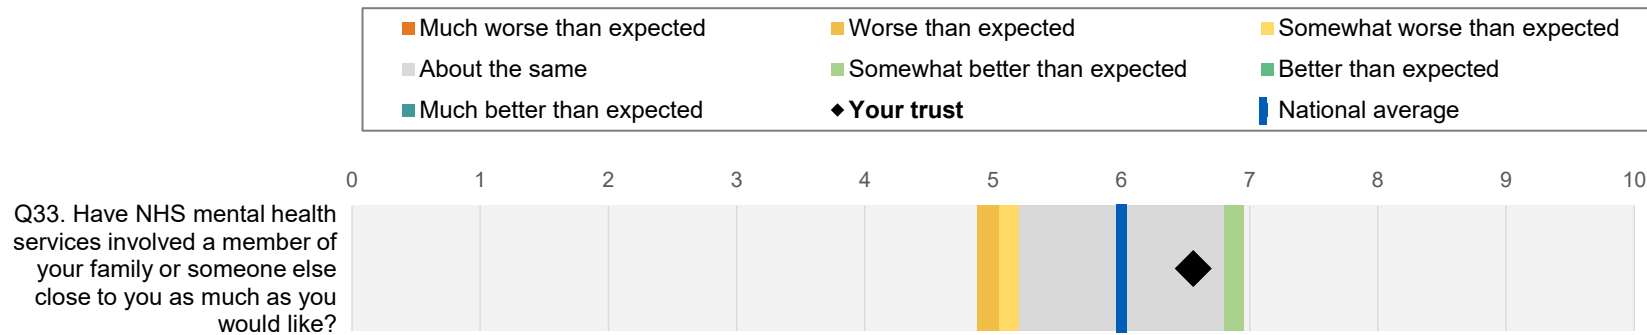 Much worse than expected
Worse than expected
Somewhat worse than expected
About the same
Somewhat better than expected
Better than expected
Much better than expected
Your trust
National average
0 1 2 3 4 5 6 7 8 9 10
Q33. Have NHS mental health
services involved a member of
your family or someone else
close to you as much as you
would like?